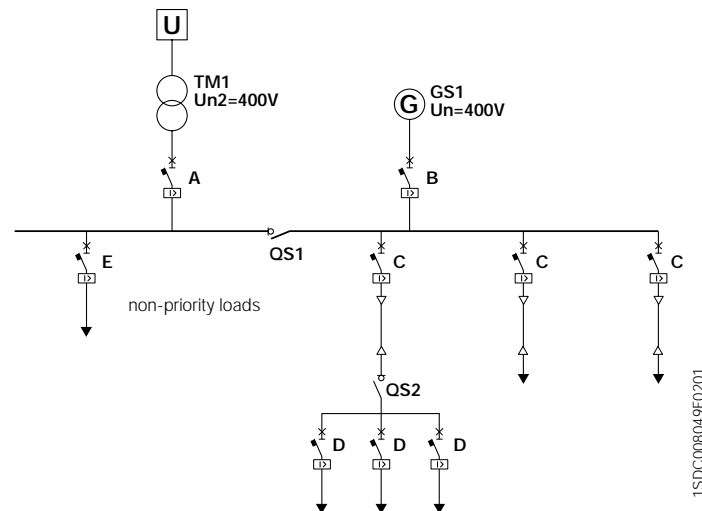 U
TM1
Un2=400V
G
GS1
Un=400V
A
B
E
QS1
C
C
C
non-priority loads
QS2
D
D
D
I>
I>
I>
I>
I>
I>
I>
I>
I>
1SDC008049F0201